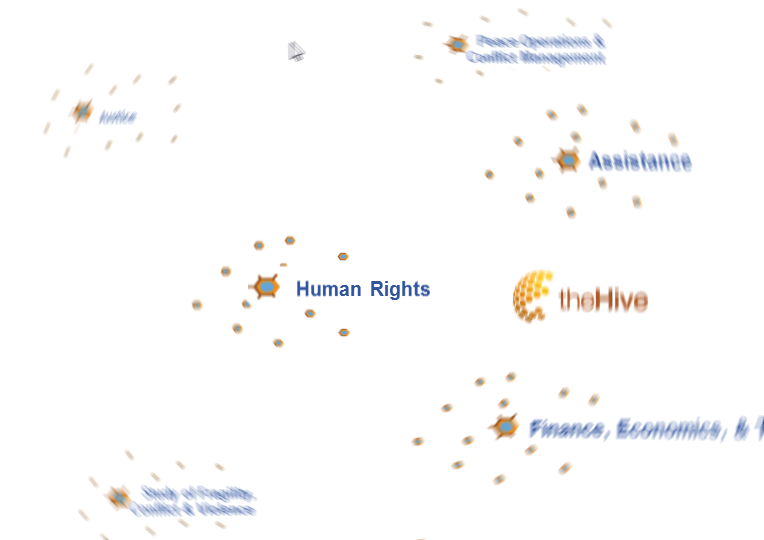 Peace Operations &
Conflict Management
Justice
Assistance
Human Rights
theHive
Finance, Economics, &
Study of Fragility,
Conflict & Violence